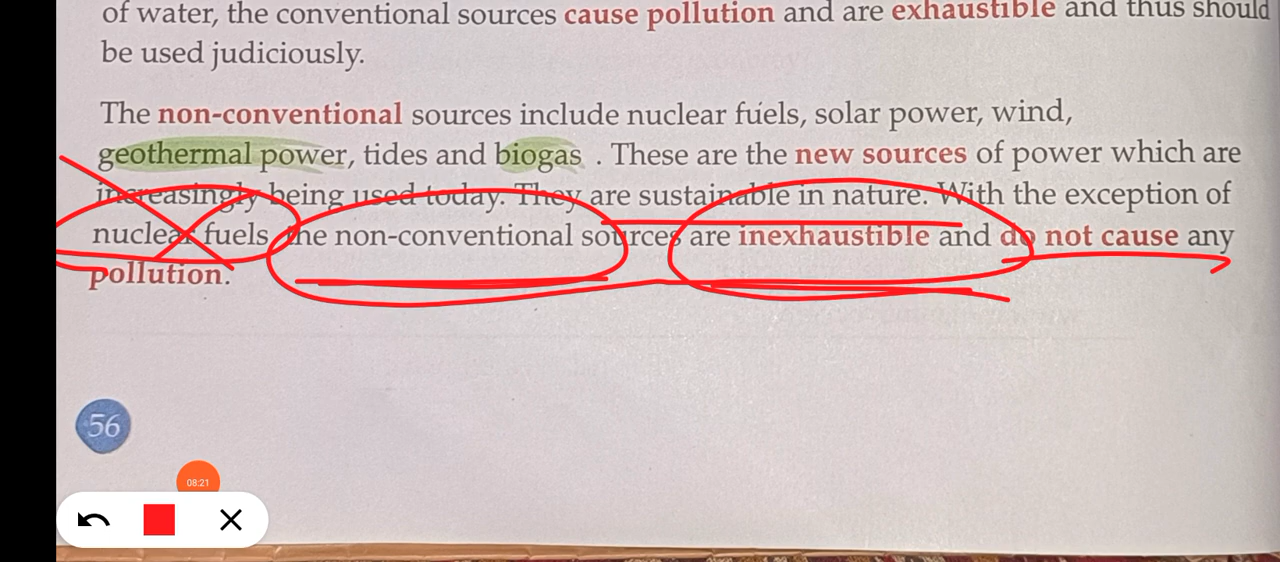 of water, the conventional sources cause pollution and are exhaustible and thus should
be used judiciously.
The non-conventional sources include nuclear fuels, solar power, wind,
geothermal power, tides and biogas . These are the new sources of power which are
increasingly being used today. They are sustainable in nature. With the exception of
nuclear fuels the non-conventional sources are inexhaustible and do not cause any
pollution.
56
08:21